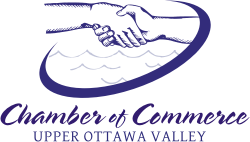 Chamber of Commerce
UPPER OTTAWA VALLEY